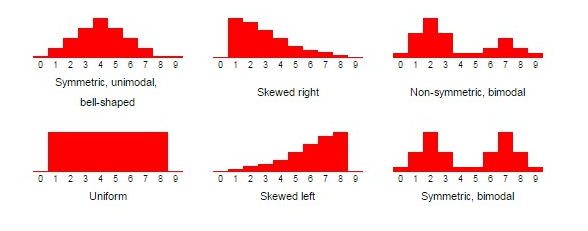 0 1 2 3 4 5 6 7 8 9
Symmetric, unimodal,
bell-shaped
0 1 2 3 4 5 6 7 8 9
Skewed right
0 1 2 3 4 5 6 7 8 9
Non-symmetric, bimodal
0 1 2 3 4 5 6 7 8 9
Uniform
0 1 2 3 4 5 6 7 8 9
Skewed left
0 1 2 3 4 5 6 7 8 9
Symmetric, bimodal